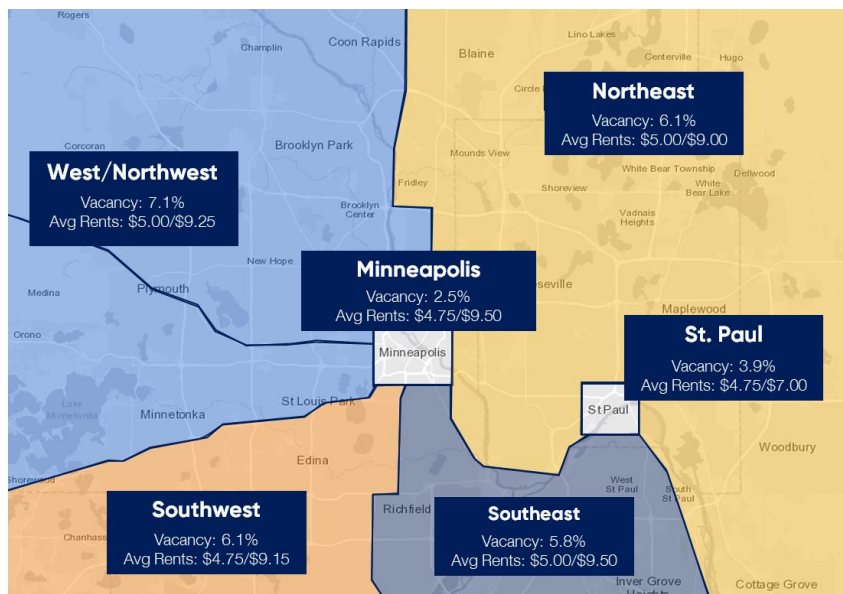 Rogers
Champlin
Coon Rapids
Blaine
Lino Lakes
Centerville
Hugo
Corcoran
Brooklyn Park
Northeast
Vacancy: 6.1%
Avg Rents: $5.00/$9.00
Mounds View
West/Northwest
Vacancy: 7.1%
Avg Rents: $5.00/$9.25
Fridley
Shoreview
White Bear Township
White
Bear Lake
Dellwood
Brooklyn
Center
Vadnais
Heights
New Hope
Minneapolis
Vacancy: 2.5%
Avg Rents: $4.75/$9.50
Medina
Plymouth
Maplewood
Orono
Minneapolis
St. Paul
Vacancy: 3.9%
Avg Rents: $4.75/$7.00
Lake
Minnetonka
Minnetonka
St Louis Park
St Paul
Woodbury
Edina
Southwest
Vacancy: 6.1%
Avg Rents: $4.75/$9.15
Richfield
Southeast
Vacancy: 5.8%
Avg Rents: $5.00/$9.50
West
St Paul
South
St Paul
Inver Grove
Cottage Grove